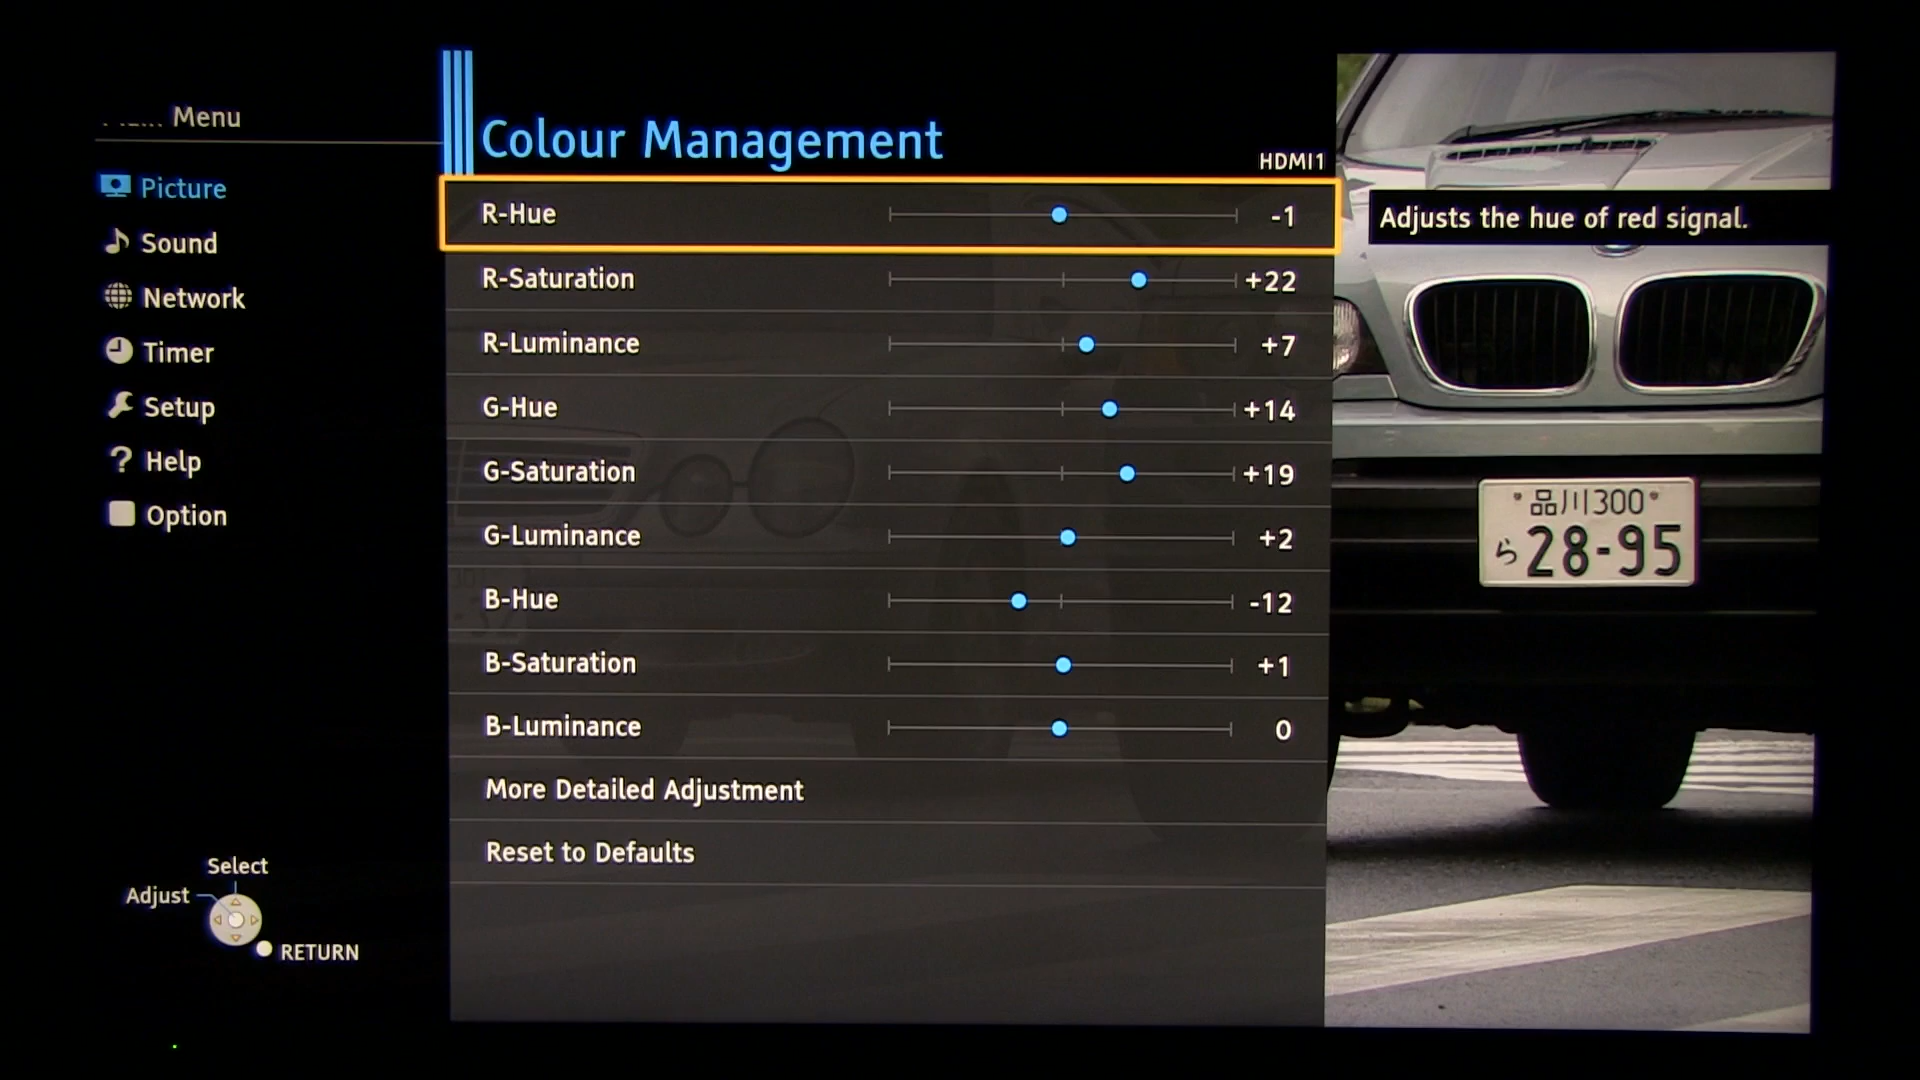 Menu
Picture
Sound
Network
Timer
Setup
Help
Option
Select
Adjust
RETURN
Colour Management
HDMI1
R-Hue -1
R-Saturation +22
R-Luminance +7
G-Hue +14
G-Saturation +19
G-Luminance +2
B-Hue -12
B-Saturation +1
B-Luminance 0
More Detailed Adjustment
Reset to Defaults
Adjusts the hue of red signal.
品川300
ら28-95